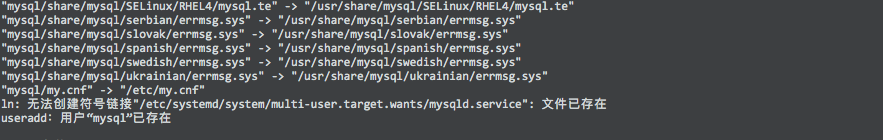 "mysql/share/mysql/SELinux/RHEL4/mysql.te" -> "/usr/share/mysql/SELinux/RHEL4/mysql.te"
"mysql/share/mysql/serbian/errmsg.sys" -> "/usr/share/mysql/serbian/errmsg.sys"
"mysql/share/mysql/slovak/errmsg.sys" -> "/usr/share/mysql/slovak/errmsg.sys"
"mysql/share/mysql/spanish/errmsg.sys" -> "/usr/share/mysql/spanish/errmsg.sys"
"mysql/share/mysql/swedish/errmsg.sys" -> "/usr/share/mysql/swedish/errmsg.sys"
"mysql/share/mysql/ukrainian/errmsg.sys" -> "/usr/share/mysql/ukrainian/errmsg.sys"
"mysql/my.cnf" -> "/etc/my.cnf"
ln: 无法创建符号链接"/etc/systemd/system/multi-user.target.wants/mysqld.service": 文件已存在
useradd：用户“mysql”已存在